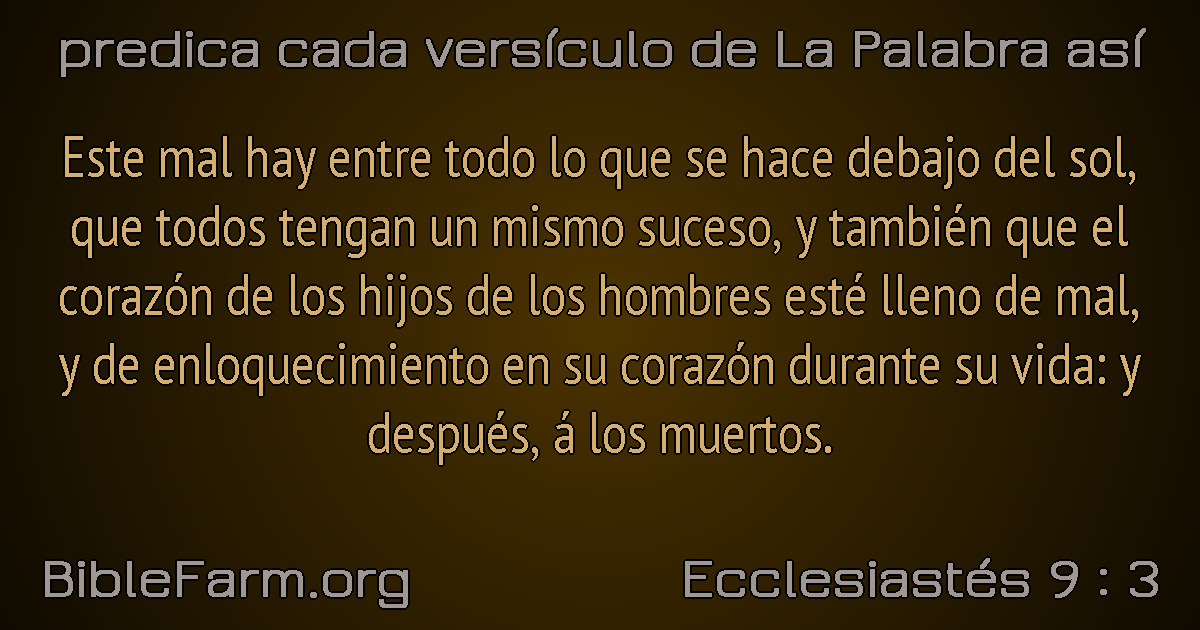 predica cada versículo de La Palabra así
Este mal hay entre todo lo que se hace debajo del sol,
que todos tengan un mismo suceso, y también que el
corazón de los hijos de los hombres esté lleno de mal,
y de enloquecimiento en su corazón durante su vida: y
después, á los muertos.
BibleFarm.org
Ecclesiastés 9 : 3